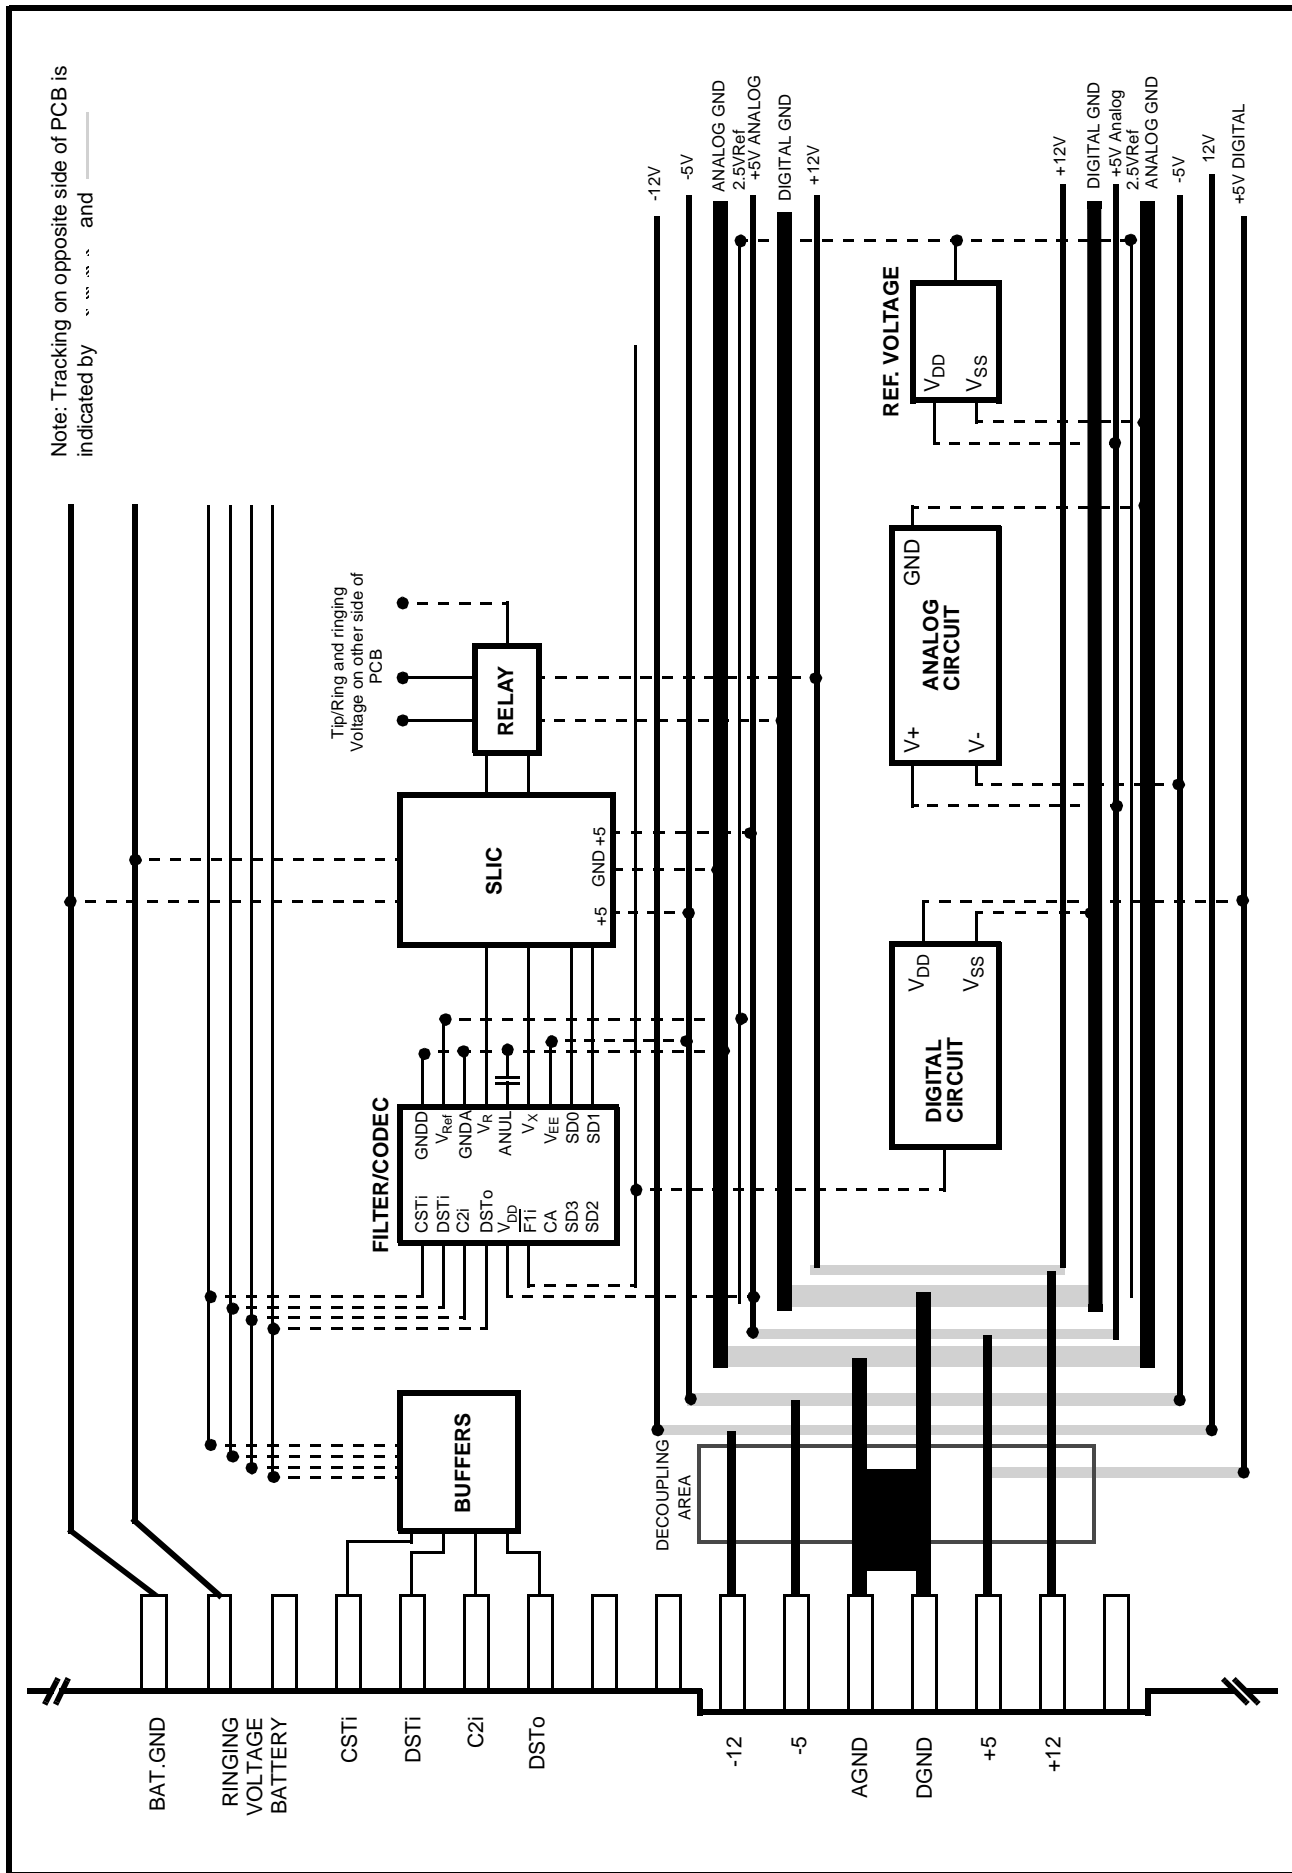 Note: Tracking on opposite side of PCB is
indicated by
and
Tip/Ring and ringing
Voltage on other side of
PCB
RELAY
SLIC
+5
GND
+5
FILTER/CODEC
CSTi
DSTi
C2i
DSTo
VDD
F1i
CA
SD3
SD2
GNDD
VRef
GNDA
VR
ANUL
VX
VEE
SD0
SD1
BUFFERS
DECOUPLING
AREA
-12V
-5V
ANALOG GND
2.5VRef
+5V ANALOG
DIGITAL GND
+12V
+12V
DIGITAL GND
+5V Analog
2.5VRef
ANALOG GND
-5V
12V
+5V DIGITAL
REF. VOLTAGE
VDD
VSS
ANALOG
CIRCUIT
GND
V+
V-
DIGITAL
CIRCUIT
VDD
VSS
BAT.GND
RINGING
VOLTAGE
BATTERY
CSTi
DSTi
C2i
DSTo
-12
-5
AGND
DGND
+5
+12